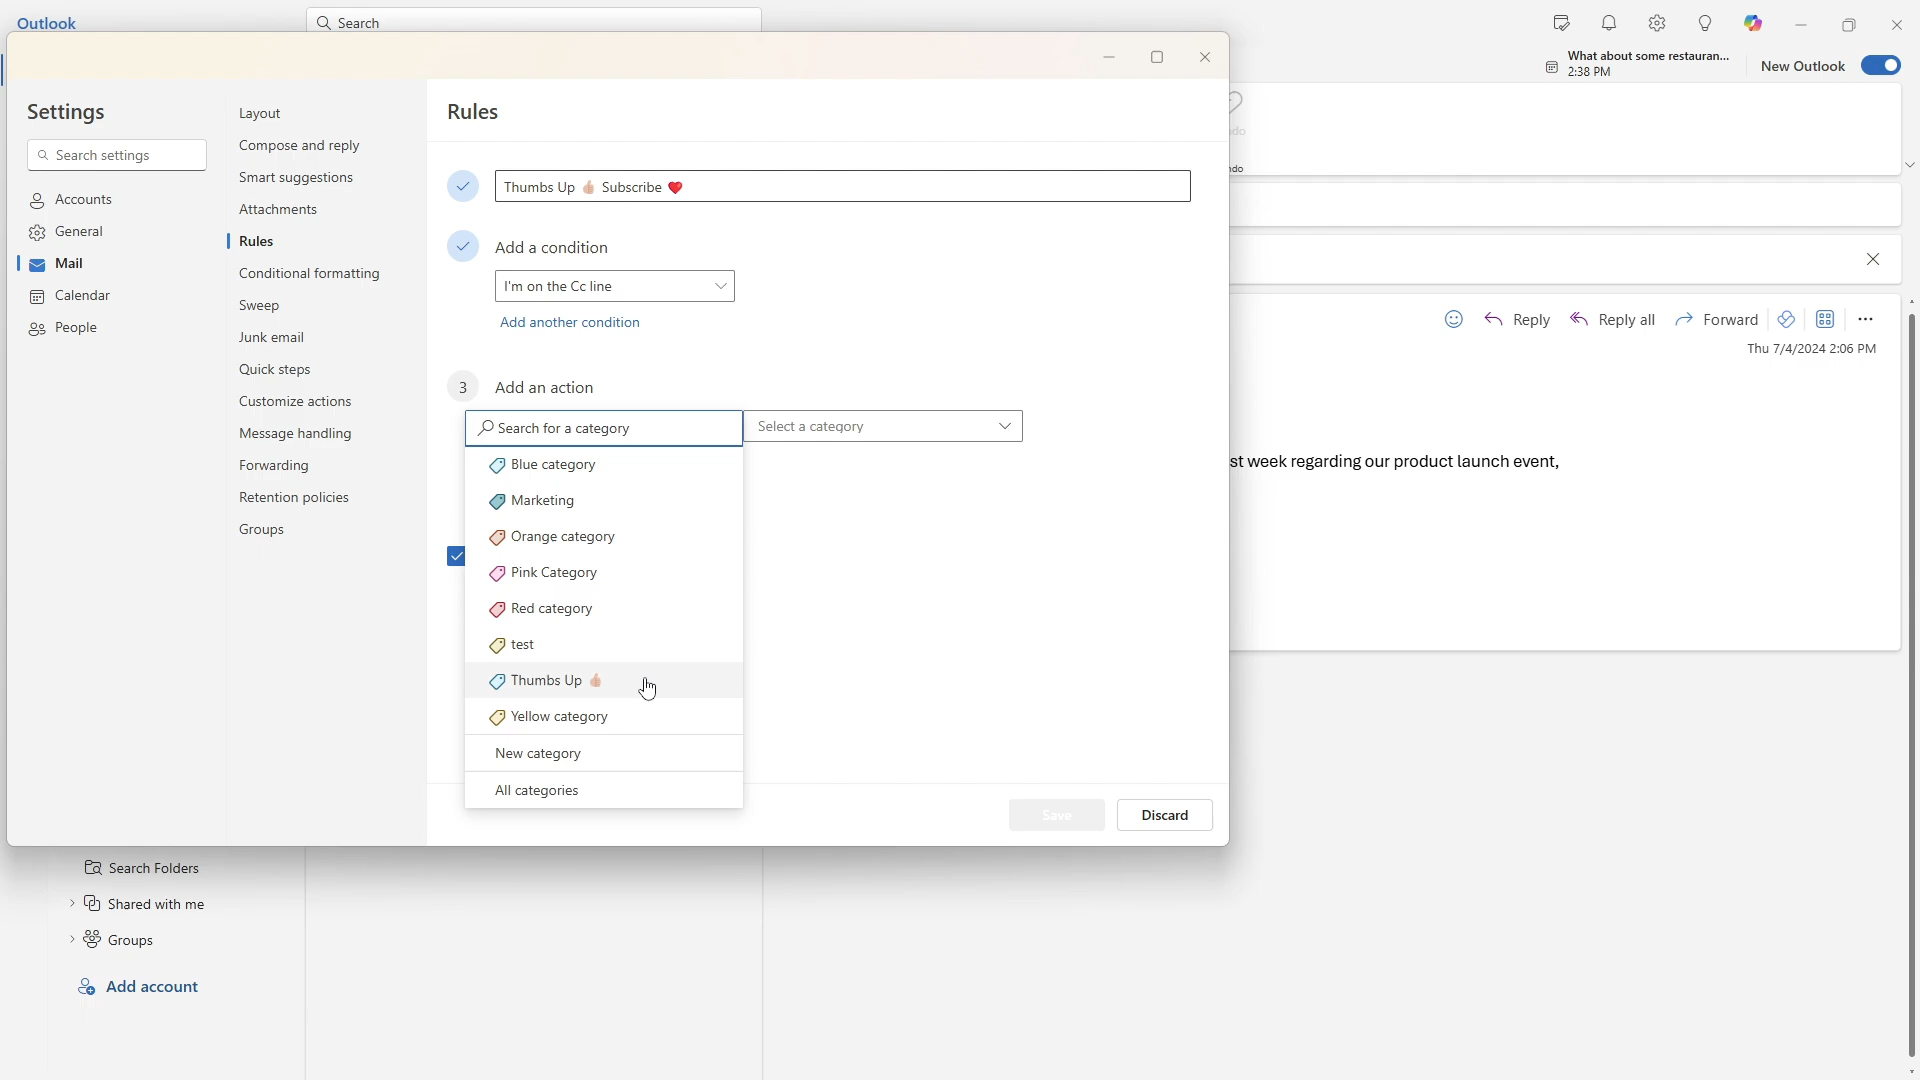 Outlook
Search
What about some restauran...
2:38 PM
New Outlook
Settings
Search settings
Accounts
General
Mail
Calendar
People
Layout
Compose and reply
Smart suggestions
Attachments
Rules
Conditional formatting
Sweep
Junk email
Quick steps
Customize actions
Message handling
Forwarding
Retention policies
Groups
Rules
Thumbs Up 👍🏼 Subscribe ❤️
Add a condition
I'm on the Cc line
Add another condition
3 Add an action
Search for a category
Select a category
Blue category
Marketing
Orange category
Pink Category
Red category
test
Thumbs Up 👍🏼
Yellow category
New category
All categories
Save
Discard
do
do
Reply
Reply all
Forward
Thu 7/4/2024 2:06 PM
st week regarding our product launch event,
Search Folders
Shared with me
Groups
Add account